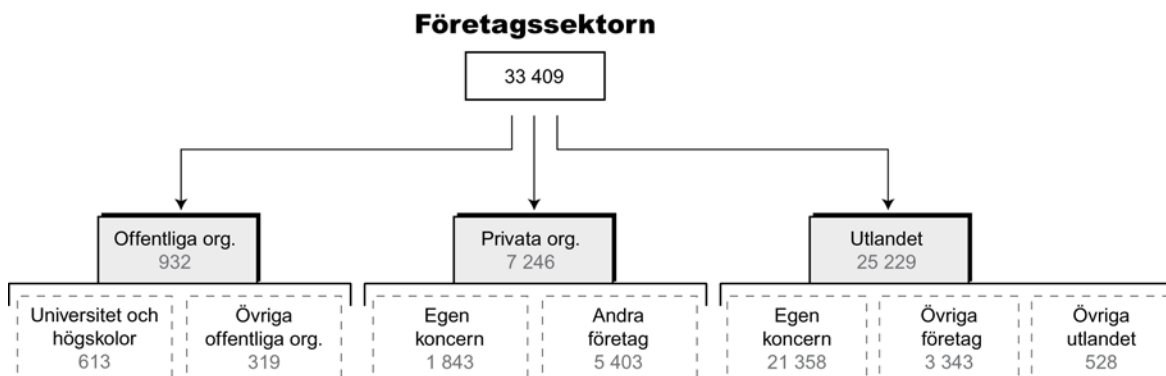 Företagssektorn
33 409
Offentliga org.
932
Privata org.
7 246
Utlandet
25 229
Universitet och
högskolor
613
Övriga
offentliga org.
319
Egen
koncern
1 843
Andra
företag
5 403
Egen
koncern
21 358
Övriga
företag
3 343
Övriga
utlandet
528